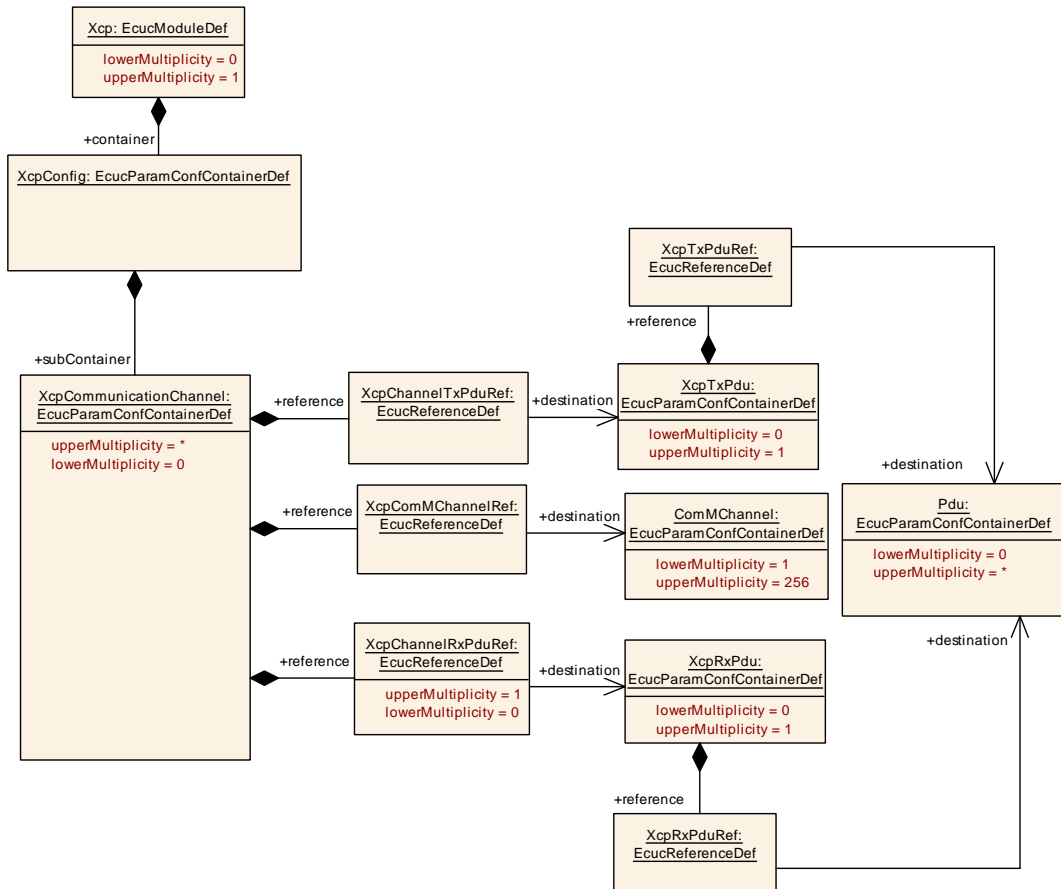 Xcp: EcucModuleDef
lowerMultiplicity = 0
upperMultiplicity = 1
+container
XcpConfig: EcucParamConfContainerDef
+subContainer
XcpCommunicationChannel:
EcucParamConfContainerDef
upperMultiplicity = *
lowerMultiplicity = 0
+reference
XcpChannelTxPduRef:
EcucReferenceDef
+destination
XcpTxPduRef:
EcucReferenceDef
+reference
XcpTxPdu:
EcucParamConfContainerDef
lowerMultiplicity = 0
upperMultiplicity = 1
+destination
+reference
XcpComMChannelRef:
EcucReferenceDef
+destination
ComMChannel:
EcucParamConfContainerDef
lowerMultiplicity = 1
upperMultiplicity = 256
Pdu:
EcucParamConfContainerDef
lowerMultiplicity = 0
upperMultiplicity = *
+destination
+reference
XcpChannelRxPduRef:
EcucReferenceDef
upperMultiplicity = 1
lowerMultiplicity = 0
+destination
XcpRxPdu:
EcucParamConfContainerDef
lowerMultiplicity = 0
upperMultiplicity = 1
+reference
XcpRxPduRef:
EcucReferenceDef